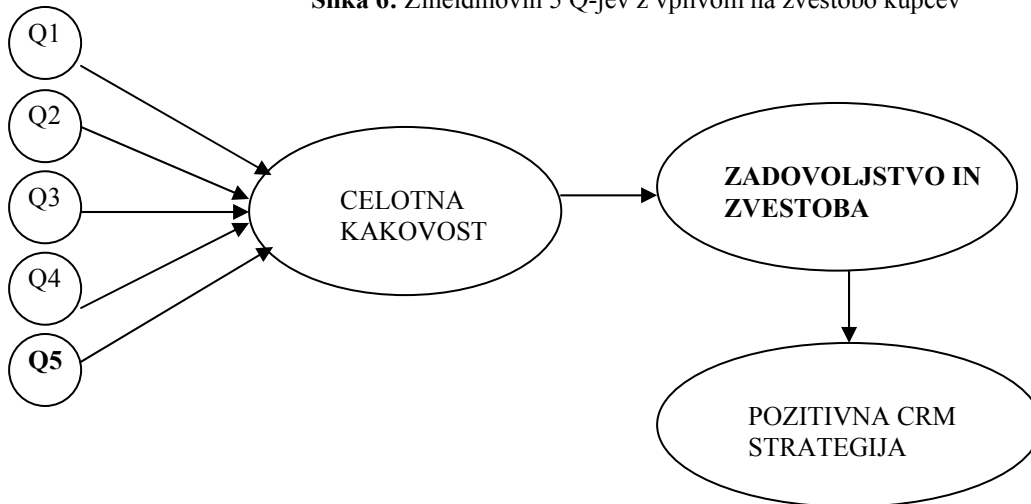 Slika 6: Zineldinovih 5 Q-jev z vplivom na zvestobo kupcev
Q1
Q2
Q3
Q4
Q5
CELOTNA
KAKOVOST
ZADOVOLJSTVO IN
ZVESTOBA
POZITIVNA CRM
STRATEGIJA